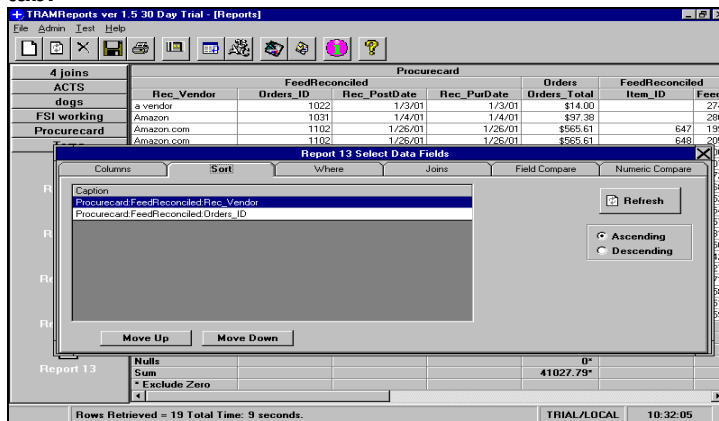 TRAMReports ver 1.5 30 Day Trial - [Reports]
File Admin Test Help
4 joins
ACTS
dogs
FSI working
Procurecard
Procurecard
FeedReconciled Orders FeedReconciled
Rec_Vendor Orders_ID Rec_PostDate Rec_PurDate Orders_Total Item_ID
a vendor 1022 1/3/01 1/3/01 $14.00
Amazon 1031 1/4/01 1/4/01 $97.38
Amazon.com 1102 1/26/01 1/26/01 $565.61 647
Amazon.com 1102 1/26/01 1/26/01 $565.61 648
Report 13 Select Data Fields
Columns Sort Where Joins Field Compare Numeric Compare
Caption
Procurecard:FeedReconciled:Rec_Vendor
Procurecard:FeedReconciled:Orders_ID
Refresh
Ascending
Descending
Move Up Move Down
Report 13
Nulls 0*
Sum 41027.79*
* Exclude Zero
Rows Retrieved = 19 Total Time: 9 seconds. TRIAL/LOCAL 10:32:05